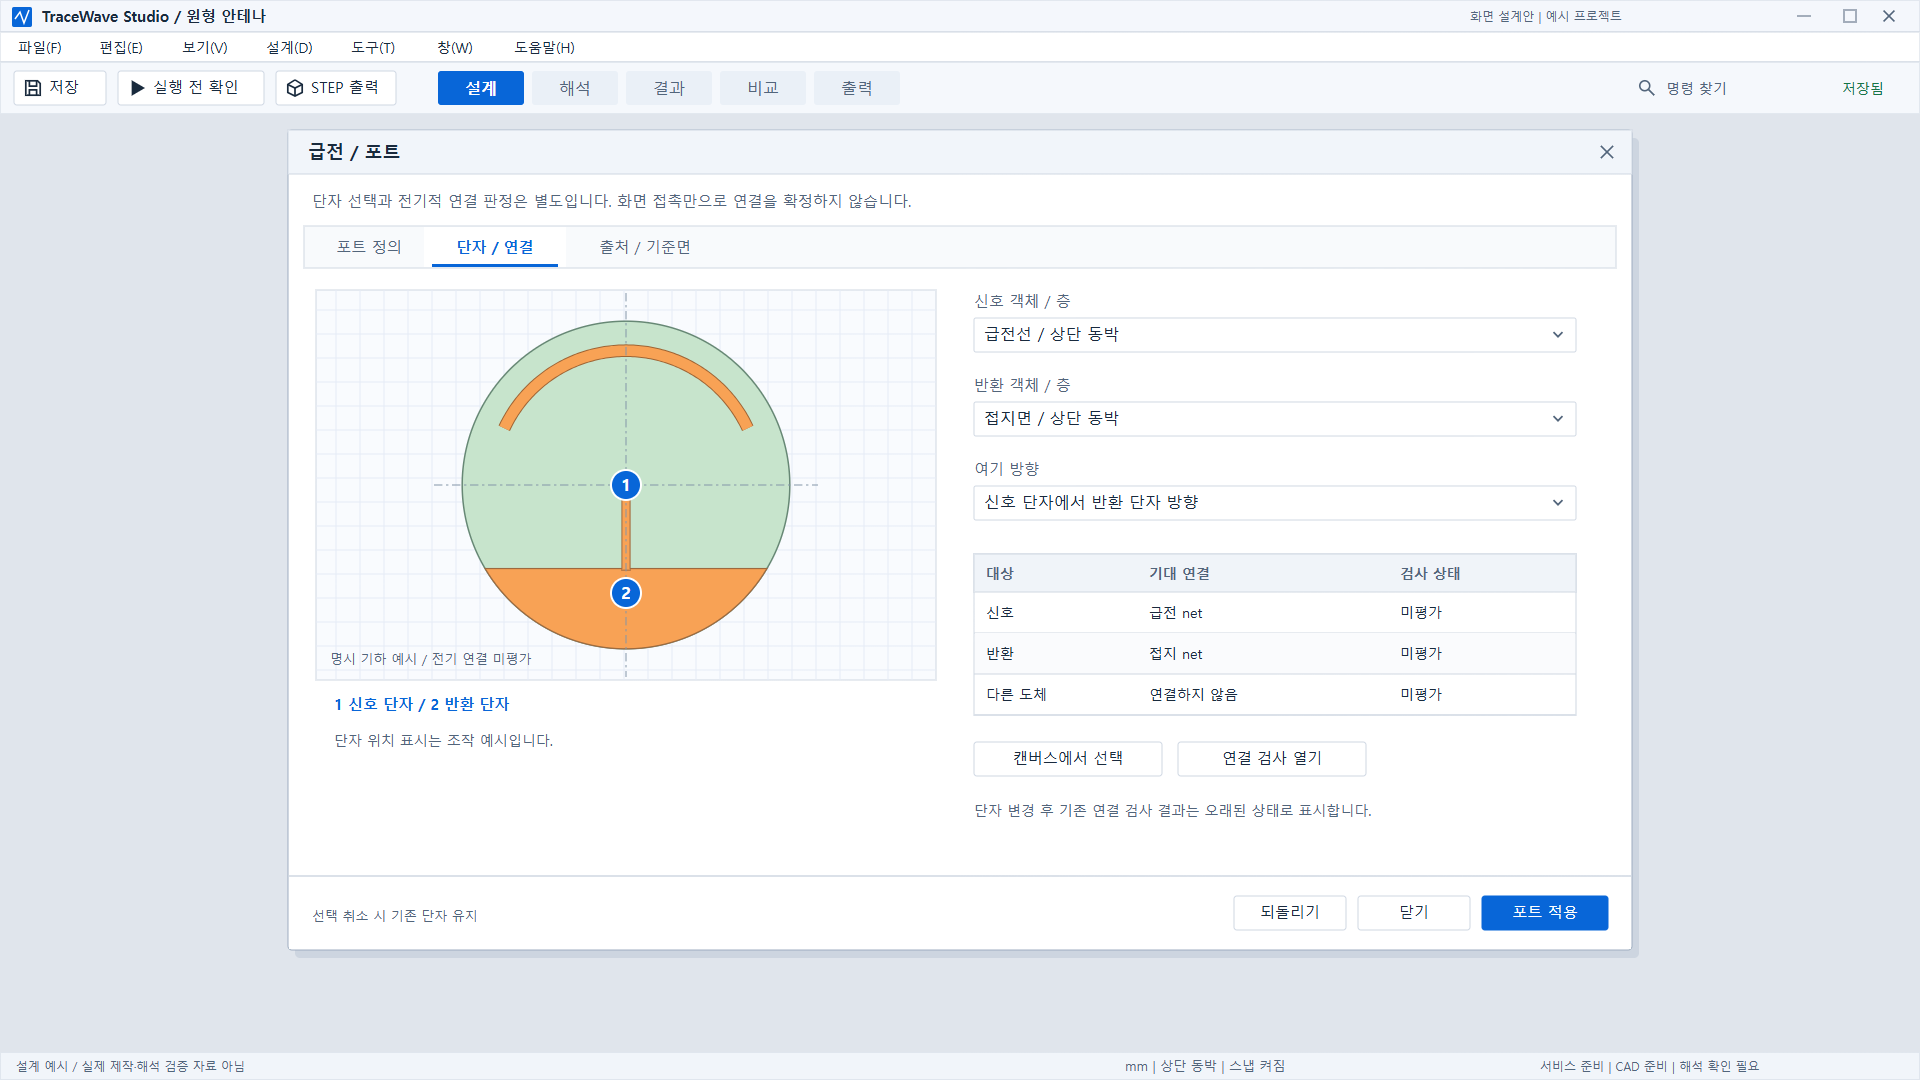 TraceWave Studio / 원형 안테나
화면 설계안 | 예시 프로젝트
파일(F) 편집(E) 보기(V) 설계(D) 도구(T) 창(W) 도움말(H)
저장 실행 전 확인 STEP 출력 설계 해석 결과 비교 출력 명령 찾기 저장됨
급전 / 포트
단자 선택과 전기적 연결 판정은 별도입니다. 화면 접촉만으로 연결을 확정하지 않습니다.
포트 정의 단자 / 연결 출처 / 기준면
1
2
명시 기하 예시 / 전기 연결 미평가
1 신호 단자 / 2 반환 단자
단자 위치 표시는 조작 예시입니다.
신호 객체 / 층
급전선 / 상단 동박
반환 객체 / 층
접지면 / 상단 동박
여기 방향
신호 단자에서 반환 단자 방향
대상 기대 연결 검사 상태
신호 급전 net 미평가
반환 접지 net 미평가
다른 도체 연결하지 않음 미평가
캔버스에서 선택 연결 검사 열기
단자 변경 후 기존 연결 검사 결과는 오래된 상태로 표시합니다.
선택 취소 시 기존 단자 유지
되돌리기 닫기 포트 적용
설계 예시 / 실제 제작·해석 검증 자료 아님
mm | 상단 동박 | 스냅 켜짐
서비스 준비 | CAD 준비 | 해석 확인 필요